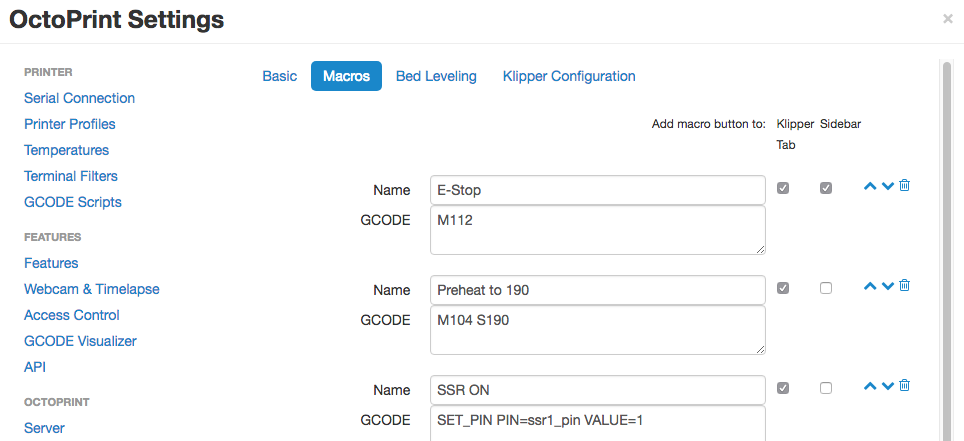 OctoPrint Settings
×
PRINTER
Serial Connection
Printer Profiles
Temperatures
Terminal Filters
GCODE Scripts
FEATURES
Features
Webcam & Timelapse
Access Control
GCODE Visualizer
API
OCTOPRINT
Server
Basic Macros Bed Leveling Klipper Configuration
Add macro button to: Klipper Sidebar
Tab
Name E-Stop
GCODE M112
Name Preheat to 190
GCODE M104 S190
Name SSR ON
GCODE SET_PIN PIN=ssr1_pin VALUE=1